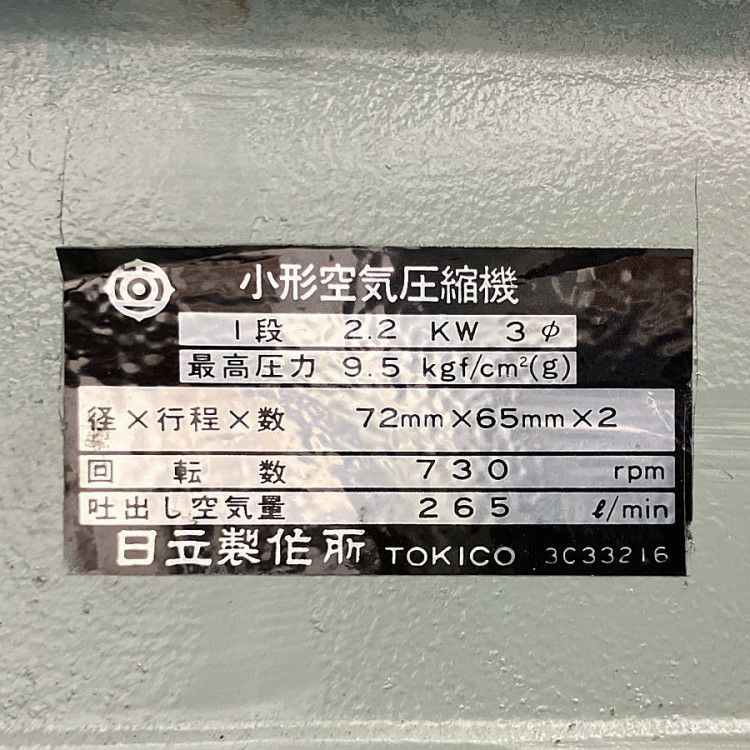 小形空気圧縮機
1段 2.2 KW 3φ
最高圧力 9.5 kgf/cm²(g)
径×行程×数 72mm×65mm×2
回転数 730 rpm
吐出し空気量 265 ℓ/min
日立製作所 TOKICO 3C33216